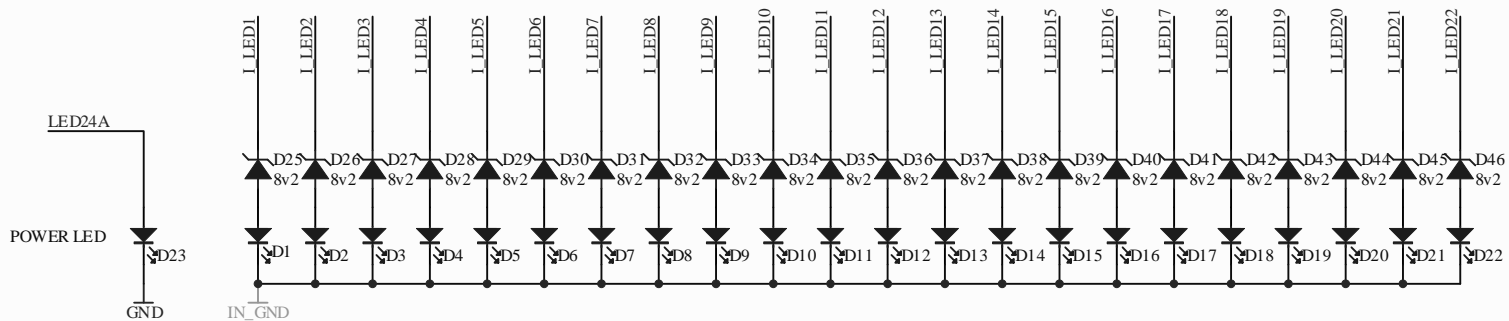 I_LED1 I_LED2 I_LED3 I_LED4 I_LED5 I_LED6 I_LED7 I_LED8 I_LED9 I_LED10 I_LED11 I_LED12 I_LED13 I_LED14 I_LED15 I_LED16 I_LED17 I_LED18 I_LED19 I_LED20 I_LED21 I_LED22
LED24A
D25 D26 D27 D28 D29 D30 D31 D32 D33 D34 D35 D36 D37 D38 D39 D40 D41 D42 D43 D44 D45 D46
8v2 8v2 8v2 8v2 8v2 8v2 8v2 8v2 8v2 8v2 8v2 8v2 8v2 8v2 8v2 8v2 8v2 8v2 8v2 8v2 8v2 8v2
POWER LED
D23 D1 D2 D3 D4 D5 D6 D7 D8 D9 D10 D11 D12 D13 D14 D15 D16 D17 D18 D19 D20 D21 D22
GND IN_GND